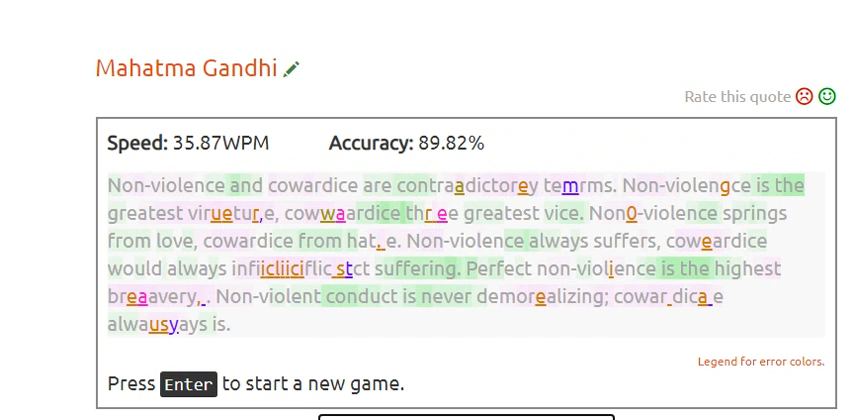 Mahatma Gandhi
Rate this quote
Speed: 35.87WPM Accuracy: 89.82%
Non-violence and cowardice are contraadictorey temrms. Non-violengce is the
greatest virueetur,e, cowwaaardice thr ee greatest vice. Non0-violence springs
from love, cowardice from hat, e. Non-violence always suffers, coweardice
would always infiicliiciflic stct suffering. Perfect non-violience is the highest
breaavery, . Non-violent conduct is never demorealizing; cowar dica e
alwausyays is.
Legend for error colors.
Press Enter to start a new game.